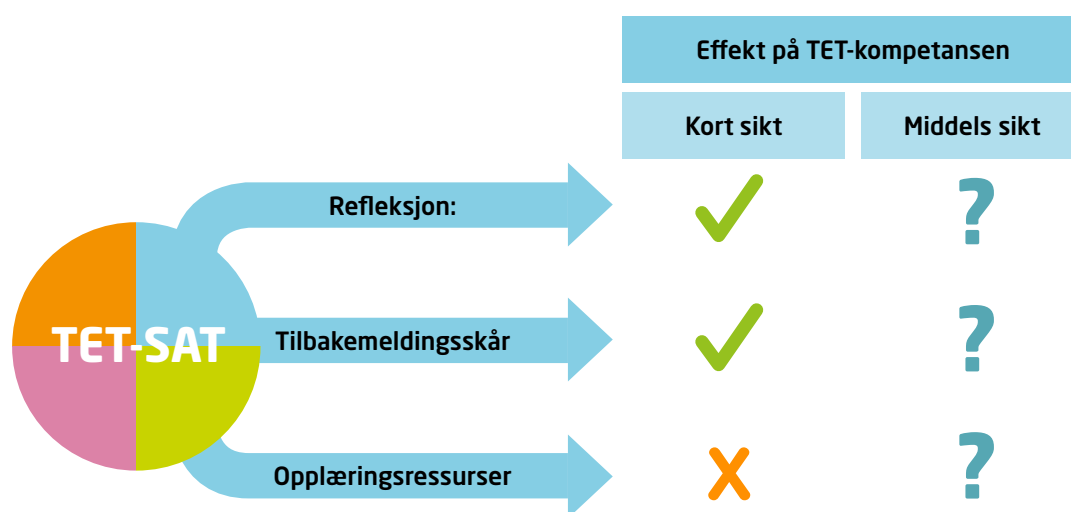 Effekt på TET-kompetansen
Kort sikt
Middels sikt
Refleksjon:
?
TET-SAT
Tilbakemeldingsskår
?
Opplæringsressurser
X
?